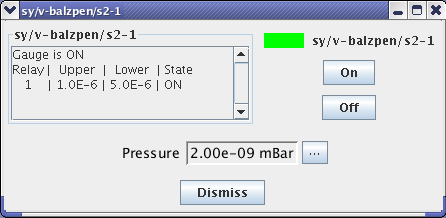 sy/v-balzpen/s2-1
sy/v-balzpen/s2-1
Gauge is ON
Relay | Upper | Lower | State
1 | 1.0E-6 | 5.0E-6 | ON
sy/v-balzpen/s2-1
On
Off
Pressure 2.00e-09 mBar ...
Dismiss